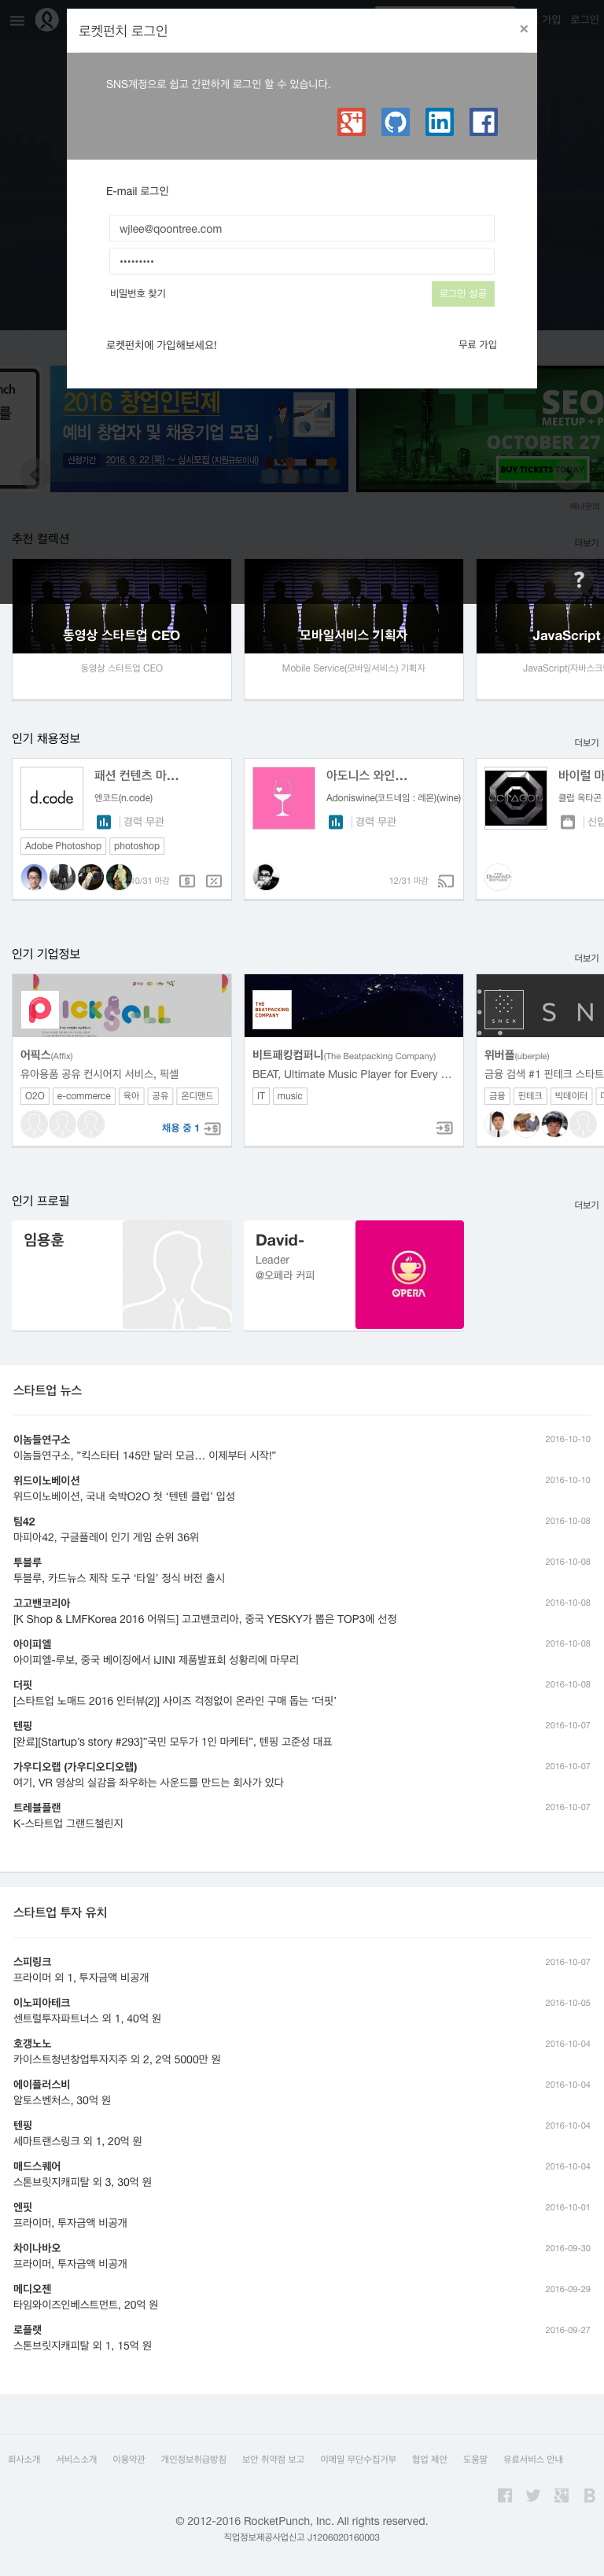 가입 로그인
로켓펀치 로그인
×
SNS계정으로 쉽고 간편하게 로그인 할 수 있습니다.
E-mail 로그인
wjlee@qoontree.com
•••••••••
비밀번호 찾기
로그인 성공
로켓펀치에 가입해보세요!
무료 가입
2016 창업인턴제
예비 창업자 및 채용기업 모집
신청기간 2016. 9. 22 (목) ~ 상시모집 (지원규모이내)
SEO
MEETUP + P
OCTOBER 27
BUY TICKETS TODAY
배너문의
추천 컬렉션
더보기
동영상 스타트업 CEO
동영상 스타트업 CEO
모바일서비스 기획자
Mobile Service(모바일서비스) 기획자
?
JavaScript
JavaScript(자바스크
인기 채용정보
더보기
d.code
패션 컨텐츠 마...
엔코드(n.code)
경력 무관
Adobe Photoshop
photoshop
10/31 마감
아도니스 와인...
Adoniswine(코드네임 : 레몬)(wine)
경력 무관
12/31 마감
OCTAGON
바이럴 마
클럽 옥타곤
신입
인기 기업정보
더보기
PICKSELL
어픽스(Affix)
유아용품 공유 컨시어지 서비스, 픽셀
O2O
e-commerce
육아
공유
온디맨드
채용 중 1
THE BEATPACKING COMPANY
비트패킹컴퍼니(The Beatpacking Company)
BEAT, Ultimate Music Player for Every ...
IT
music
SNEK
S N
위버플(uberple)
금융 검색 #1 핀테크 스타트
금융
핀테크
빅데이터
인기 프로필
더보기
임용훈
David-
Leader
@오페라 커피
OPERA
스타트업 뉴스
이놈들연구소
2016-10-10
이놈들연구소, "킥스타터 145만 달러 모금… 이제부터 시작!"
위드이노베이션
2016-10-10
위드이노베이션, 국내 숙박O2O 첫 ‘텐텐 클럽’ 입성
팀42
2016-10-08
마피아42, 구글플레이 인기 게임 순위 36위
투블루
2016-10-08
투블루, 카드뉴스 제작 도구 ‘타일’ 정식 버전 출시
고고밴코리아
2016-10-08
[K Shop & LMFKorea 2016 어워드] 고고밴코리아, 중국 YESKY가 뽑은 TOP3에 선정
아이피엘
2016-10-08
아이피엘-루보, 중국 베이징에서 iJINI 제품발표회 성황리에 마무리
더핏
2016-10-08
[스타트업 노매드 2016 인터뷰(2)] 사이즈 걱정없이 온라인 구매 돕는 ‘더핏’
텐핑
2016-10-07
[완료][Startup’s story #293]"국민 모두가 1인 마케터", 텐핑 고준성 대표
가우디오랩 (가우디오디오랩)
2016-10-07
여기, VR 영상의 실감을 좌우하는 사운드를 만드는 회사가 있다
트레블플랜
2016-10-07
K-스타트업 그랜드챌린지
스타트업 투자 유치
스피링크
2016-10-07
프라이머 외 1, 투자금액 비공개
이노피아테크
2016-10-05
센트럴투자파트너스 외 1, 40억 원
호갱노노
2016-10-04
카이스트청년창업투자지주 외 2, 2억 5000만 원
에이플러스비
2016-10-04
알토스벤처스, 30억 원
텐핑
2016-10-04
세마트랜스링크 외 1, 20억 원
매드스퀘어
2016-10-04
스톤브릿지캐피탈 외 3, 30억 원
엔핏
2016-10-01
프라이머, 투자금액 비공개
차이나바오
2016-09-30
프라이머, 투자금액 비공개
메디오젠
2016-09-29
타임와이즈인베스트먼트, 20억 원
로플랫
2016-09-27
스톤브릿지캐피탈 외 1, 15억 원
회사소개 서비스소개 이용약관 개인정보취급방침 보안 취약점 보고 이메일 무단수집거부 협업 제안 도움말 유료서비스 안내
© 2012-2016 RocketPunch, Inc. All rights reserved.
직업정보제공사업신고 J1206020160003